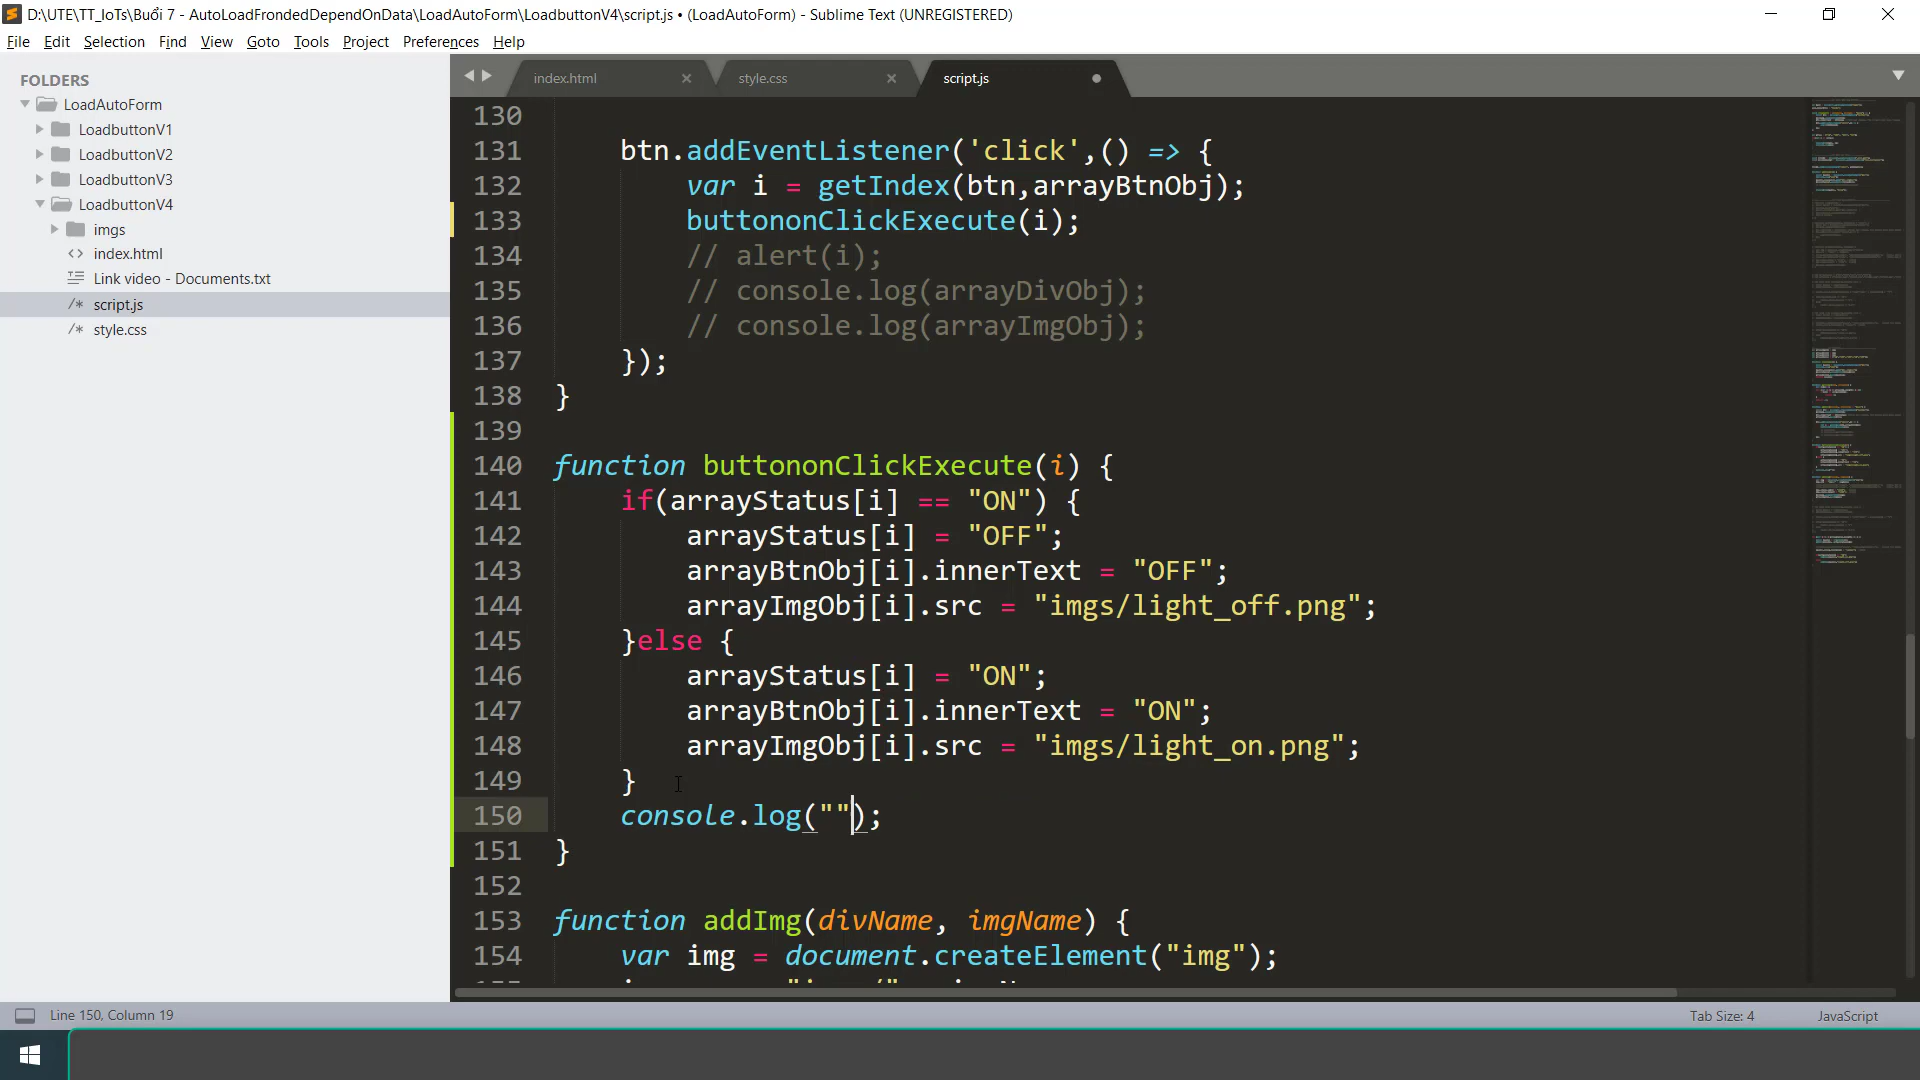 D:\UTE\TT_IoTs\Buổi 7 - AutoLoadFrondedDependOnData\LoadAutoForm\LoadbuttonV4\script.js • (LoadAutoForm) - Sublime Text (UNREGISTERED)
File Edit Selection Find View Goto Tools Project Preferences Help
FOLDERS
LoadAutoForm
LoadbuttonV1
LoadbuttonV2
LoadbuttonV3
LoadbuttonV4
imgs
<> index.html
Link video - Documents.txt
/* script.js
/* style.css
index.html style.css script.js
130
131 btn.addEventListener('click',() => {
132 var i = getIndex(btn,arrayBtnObj);
133 buttononClickExecute(i);
134 // alert(i);
135 // console.log(arrayDivObj);
136 // console.log(arrayImgObj);
137 });
138 }
139
140 function buttononClickExecute(i) {
141 if(arrayStatus[i] == "ON") {
142 arrayStatus[i] = "OFF";
143 arrayBtnObj[i].innerText = "OFF";
144 arrayImgObj[i].src = "imgs/light_off.png";
145 }else {
146 arrayStatus[i] = "ON";
147 arrayBtnObj[i].innerText = "ON";
148 arrayImgObj[i].src = "imgs/light_on.png";
149 }
150 console.log("");
151 }
152
153 function addImg(divName, imgName) {
154 var img = document.createElement("img");
Line 150, Column 19
Tab Size: 4 JavaScript